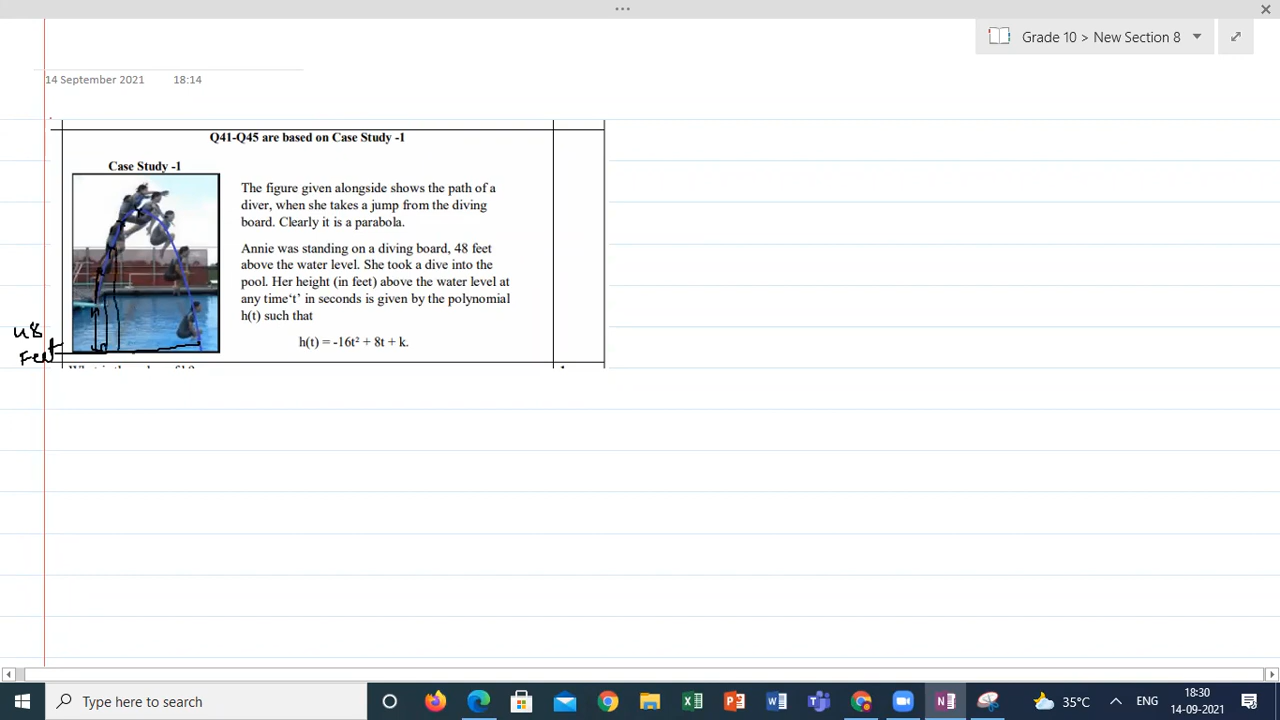 Grade 10 > New Section 8
14 September 2021 18:14
Q41-Q45 are based on Case Study -1
Case Study -1
The figure given alongside shows the path of a
diver, when she takes a jump from the diving
board. Clearly it is a parabola.
Annie was standing on a diving board, 48 feet
above the water level. She took a dive into the
pool. Her height (in feet) above the water level at
any time‘t’ in seconds is given by the polynomial
h(t) such that
h(t) = -16t² + 8t + k.
48
Feet
Type here to search
35°C
ENG
18:30
14-09-2021